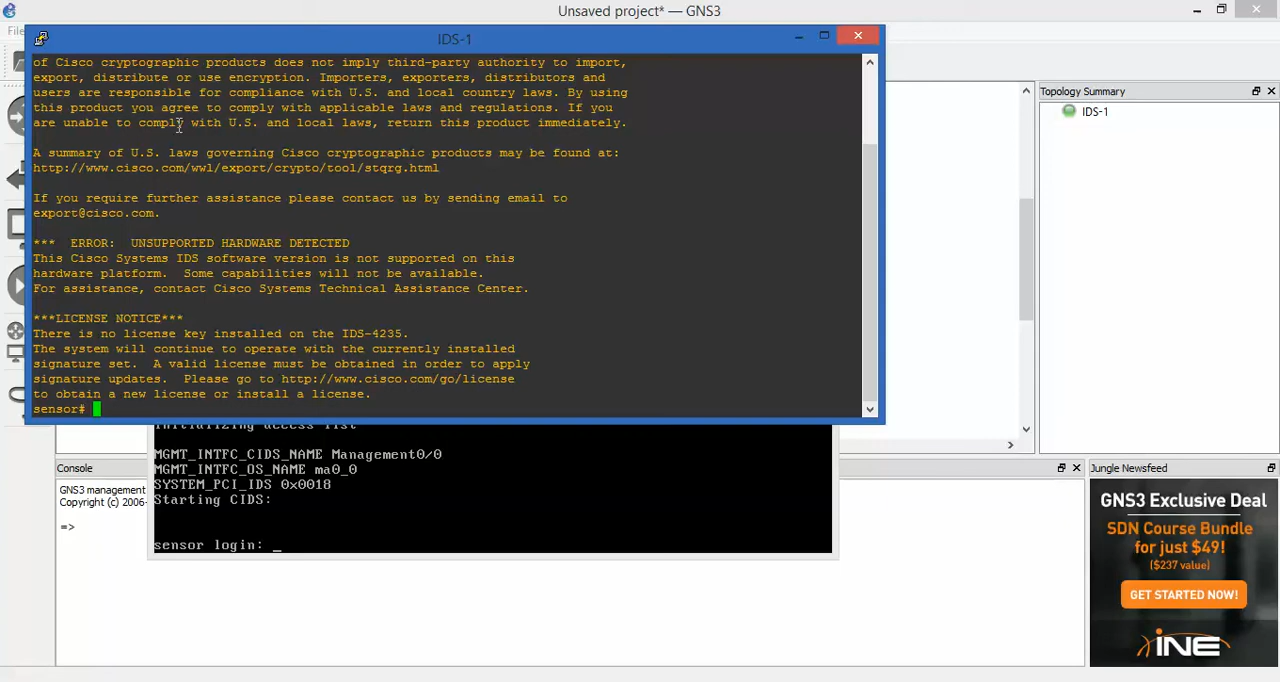 Unsaved project* — GNS3
File
IDS-1
of Cisco cryptographic products does not imply third-party authority to import,
export, distribute or use encryption. Importers, exporters, distributors and
users are responsible for compliance with U.S. and local country laws. By using
this product you agree to comply with applicable laws and regulations. If you
are unable to comply with U.S. and local laws, return this product immediately.
A summary of U.S. laws governing Cisco cryptographic products may be found at:
http://www.cisco.com/wwl/export/crypto/tool/stqrg.html
If you require further assistance please contact us by sending email to
export@cisco.com.
*** ERROR: UNSUPPORTED HARDWARE DETECTED
This Cisco Systems IDS software version is not supported on this
hardware platform. Some capabilities will not be available.
For assistance, contact Cisco Systems Technical Assistance Center.
***LICENSE NOTICE***
There is no license key installed on the IDS-4235.
The system will continue to operate with the currently installed
signature set. A valid license must be obtained in order to apply
signature updates. Please go to http://www.cisco.com/go/license
to obtain a new license or install a license.
sensor#
Topology Summary
IDS-1
Initializing access list
MGMT_INTFC_CIDS_NAME Management0/0
MGMT_INTFC_OS_NAME ma0_0
SYSTEM_PCI_IDS 0x0018
Starting CIDS:
sensor login: _
Console
GNS3 management
Copyright (c) 2006-
=>
Jungle Newsfeed
GNS3 Exclusive Deal
SDN Course Bundle
for just $49!
($237 value)
GET STARTED NOW!
INE